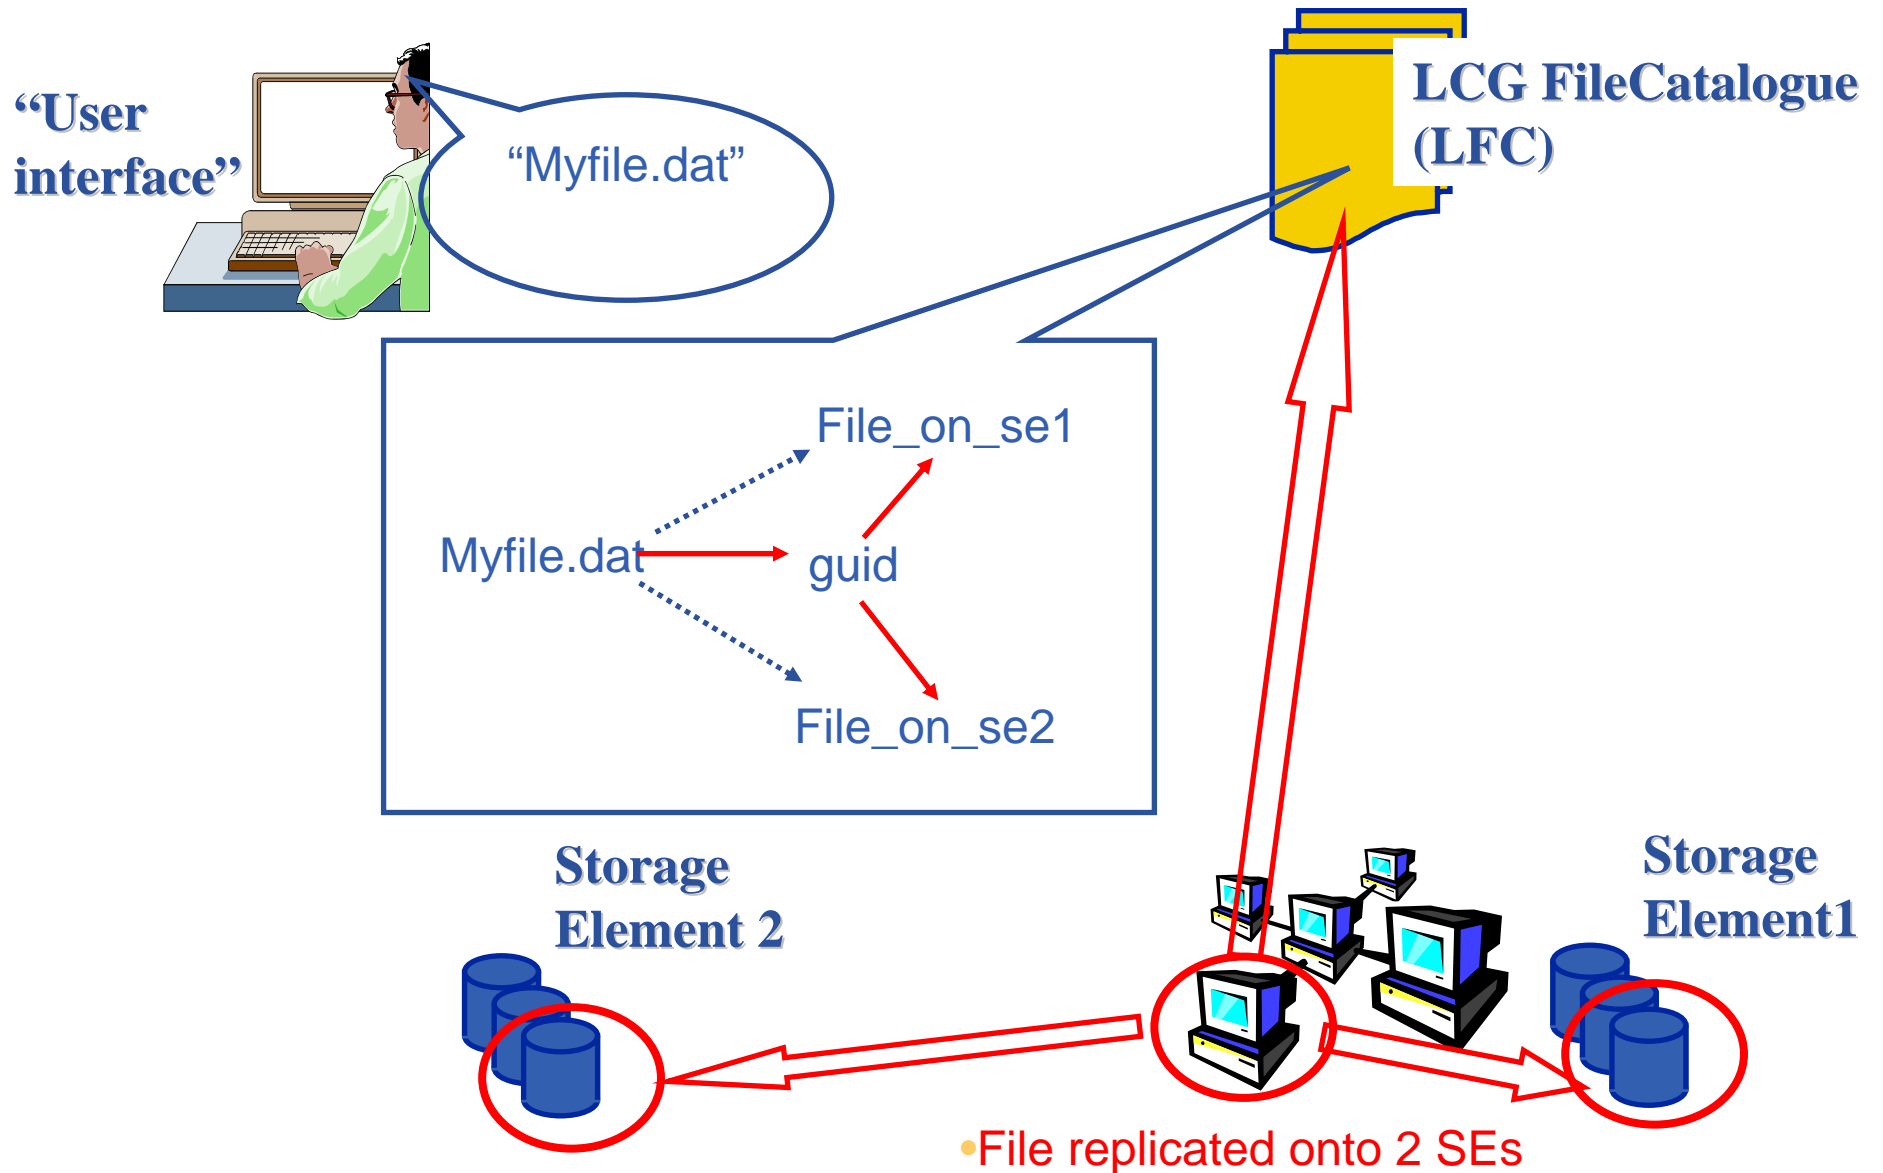 “User
interface”
“Myfile.dat”
LCG FileCatalogue
(LFC)
File_on_se1
Myfile.dat
guid
File_on_se2
Storage
Element 2
Storage
Element1
•File replicated onto 2 SEs